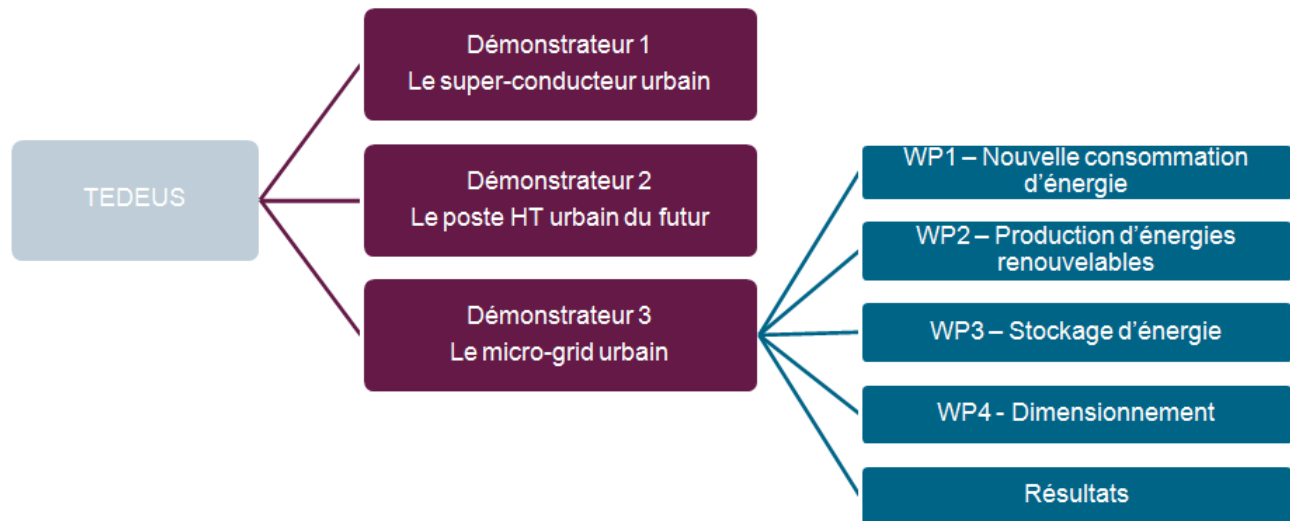 TEDEUS
Démonstrateur 1
Le super-conducteur urbain
Démonstrateur 2
Le poste HT urbain du futur
Démonstrateur 3
Le micro-grid urbain
WP1 – Nouvelle consommation
d'énergie
WP2 – Production d'énergies
renouvelables
WP3 – Stockage d'énergie
WP4 - Dimensionnement
Résultats